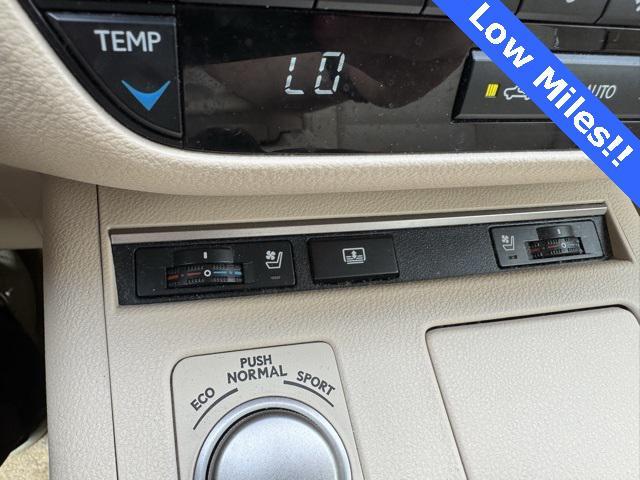 Low Miles!!
TEMP
LO
AUTO
PUSH
ECO NORMAL SPORT